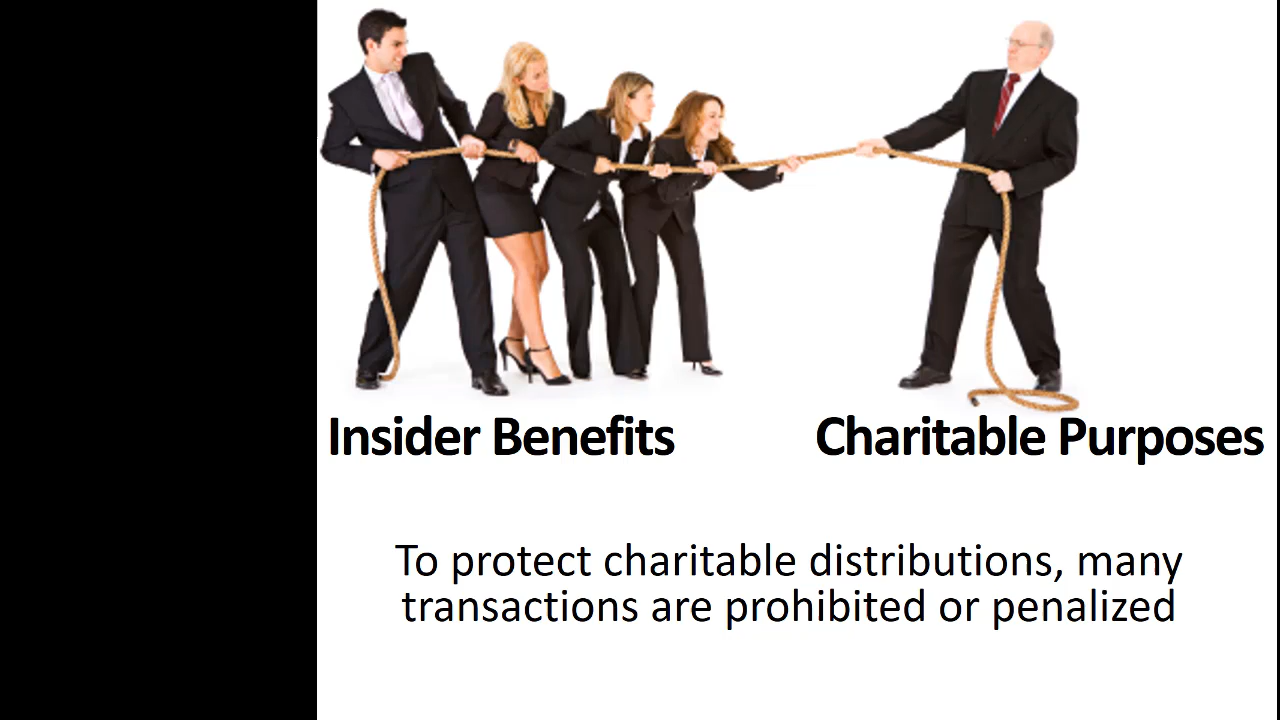 Insider Benefits
Charitable Purposes
To protect charitable distributions, many
transactions are prohibited or penalized